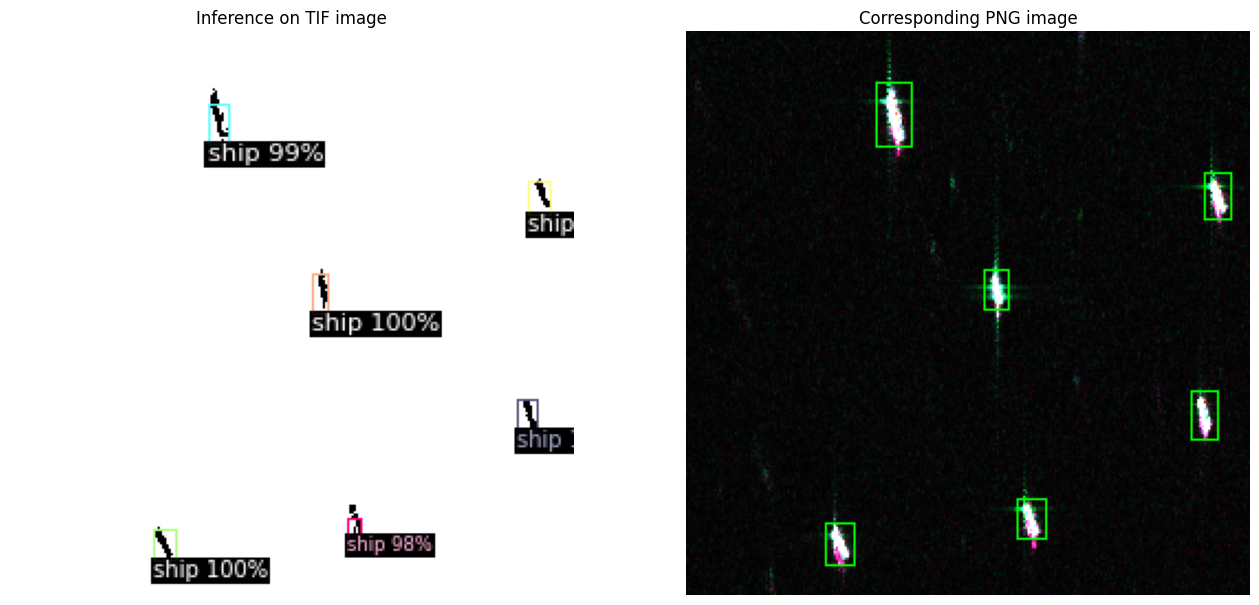 Inference on TIF image
Corresponding PNG image
ship 99%
ship
ship 100%
ship
ship 98%
ship 100%